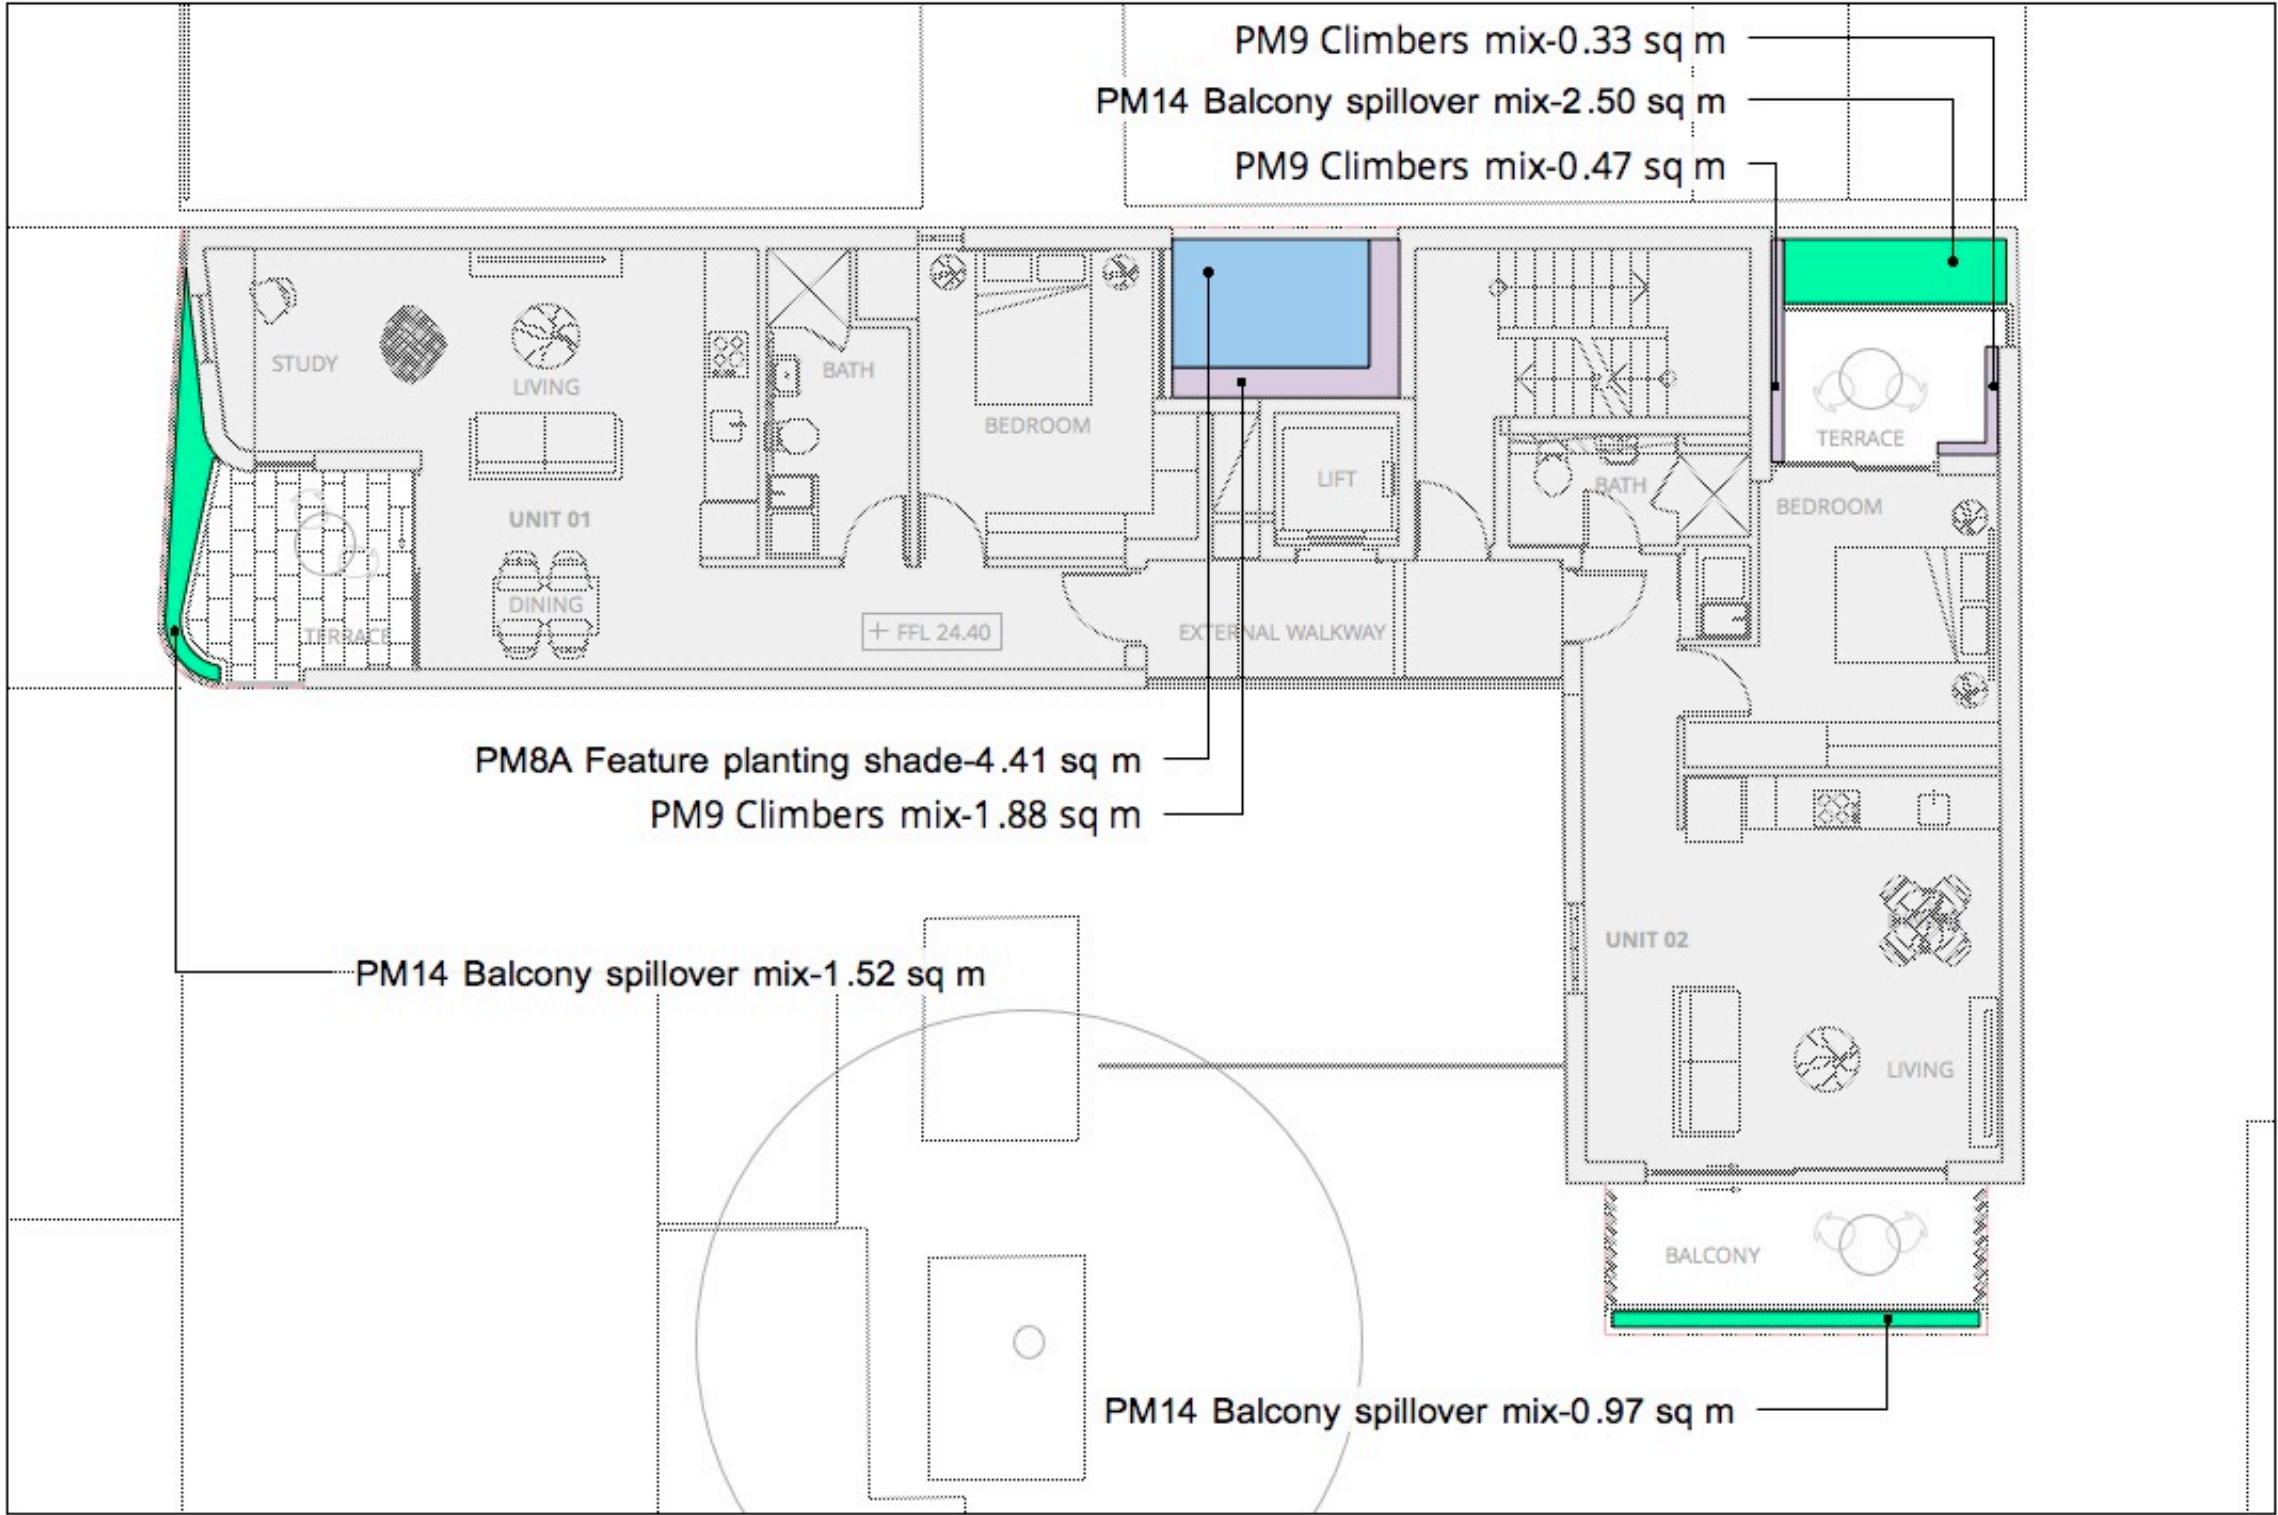 PM9 Climbers mix-0.33 sq m
PM14 Balcony spillover mix-2.50 sq m
PM9 Climbers mix-0.47 sq m
STUDY
LIVING
BATH
BEDROOM
TERRACE
LIFT
BATH
BEDROOM
UNIT 01
DINING
TERRACE
+ FFL 24.40
EXTERNAL WALKWAY
PM8A Feature planting shade-4.41 sq m
PM9 Climbers mix-1.88 sq m
UNIT 02
PM14 Balcony spillover mix-1.52 sq m
LIVING
BALCONY
PM14 Balcony spillover mix-0.97 sq m